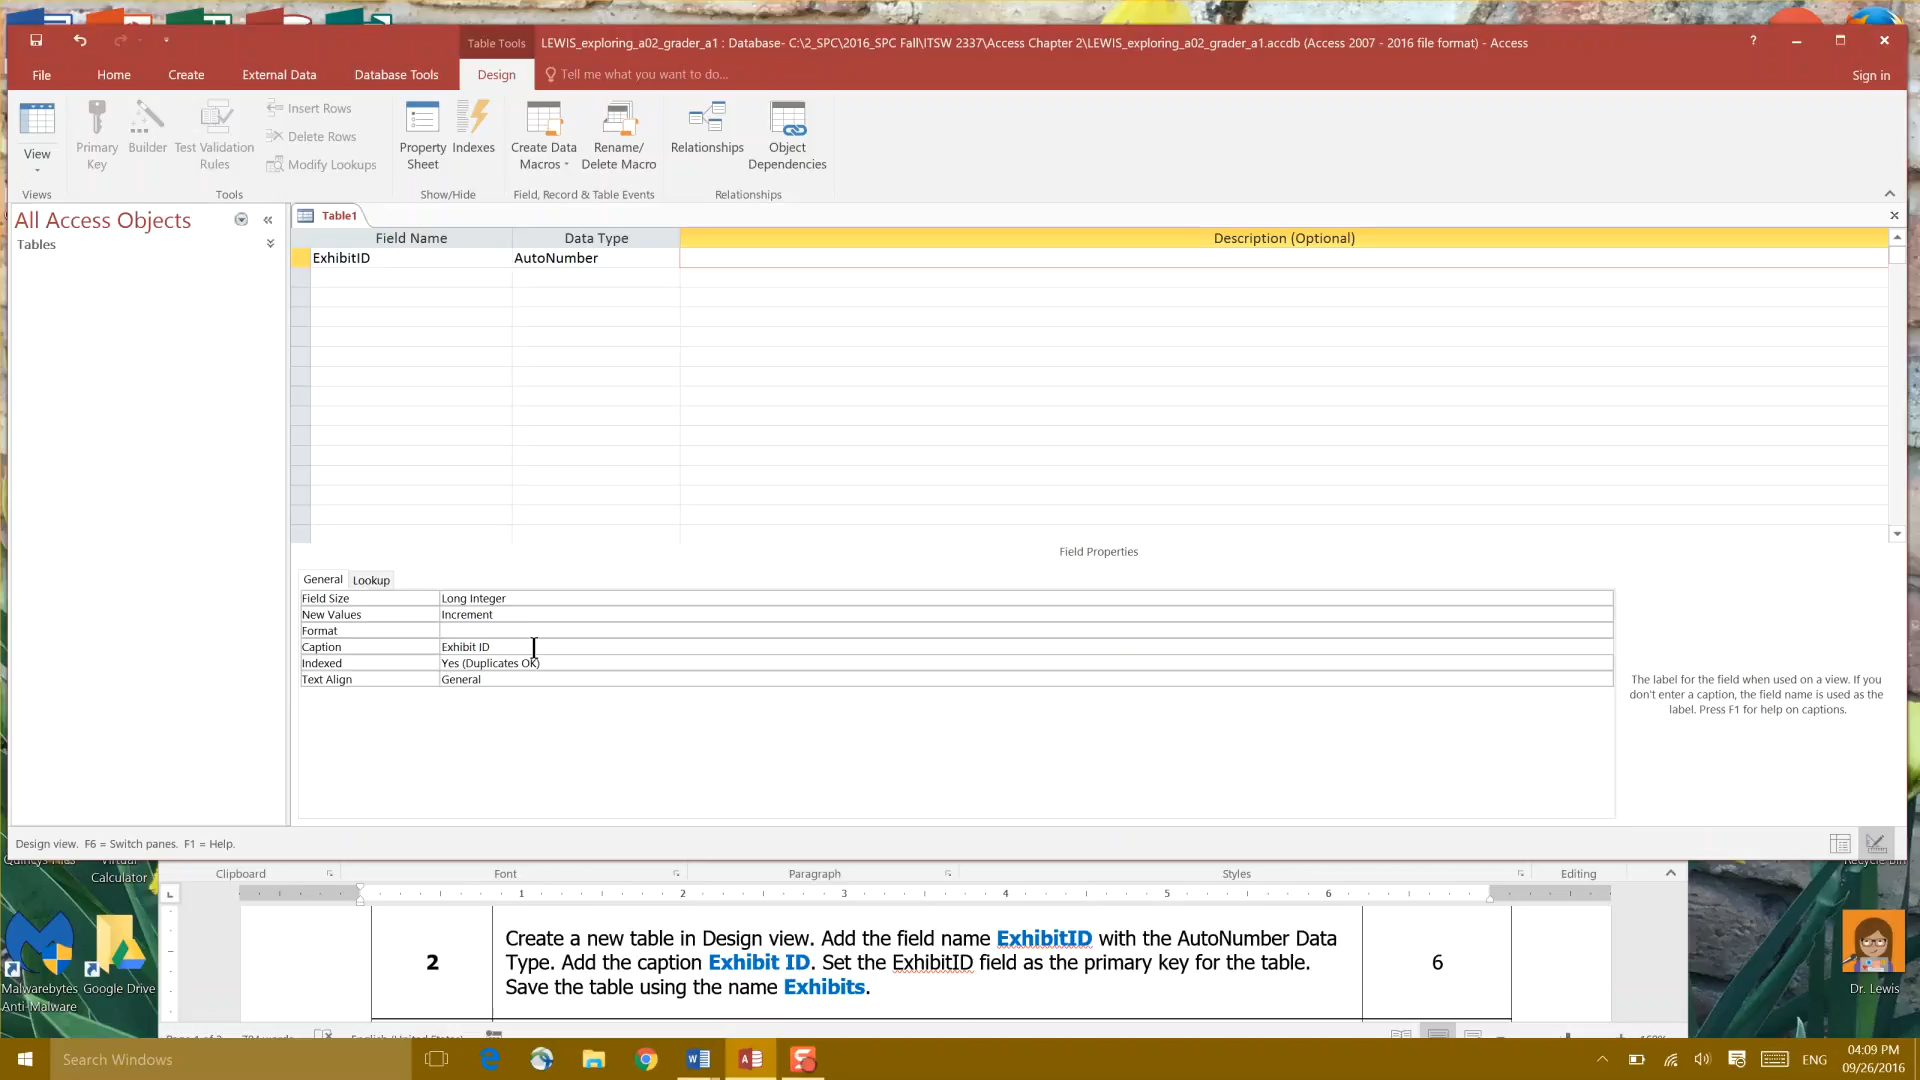 Table Tools
LEWIS_exploring_a02_grader_a1 : Database- C:\2_SPC\2016_SPC Fall\ITSW 2337\Access Chapter 2\LEWIS_exploring_a02_grader_a1.accdb (Access 2007 - 2016 file format) - Access
?
File
Home
Create
External Data
Database Tools
Design
Tell me what you want to do...
Sign in
View
Primary Key
Builder
Test Validation Rules
Insert Rows
Delete Rows
Modify Lookups
Property Sheet
Indexes
Create Data Macros
Rename/ Delete Macro
Relationships
Object Dependencies
Views
Tools
Show/Hide
Field, Record & Table Events
Relationships
All Access Objects
Tables
Table1
Field Name
Data Type
Description (Optional)
ExhibitID
AutoNumber
Field Properties
General
Lookup
Field Size
Long Integer
New Values
Increment
Format
Caption
Exhibit ID
Indexed
Yes (Duplicates OK)
Text Align
General
The label for the field when used on a view. If you
don't enter a caption, the field name is used as the
label. Press F1 for help on captions.
Design view. F6 = Switch panes. F1 = Help.
Virtual
Calculator
Clipboard
Font
Paragraph
Styles
Editing
1 2 3 4 5 6
2
Create a new table in Design view. Add the field name ExhibitID with the AutoNumber Data
Type. Add the caption Exhibit ID. Set the ExhibitID field as the primary key for the table.
Save the table using the name Exhibits.
6
Malwarebytes
Anti-Malware
Google Drive
Dr. Lewis
Search Windows
ENG
04:09 PM
09/26/2016